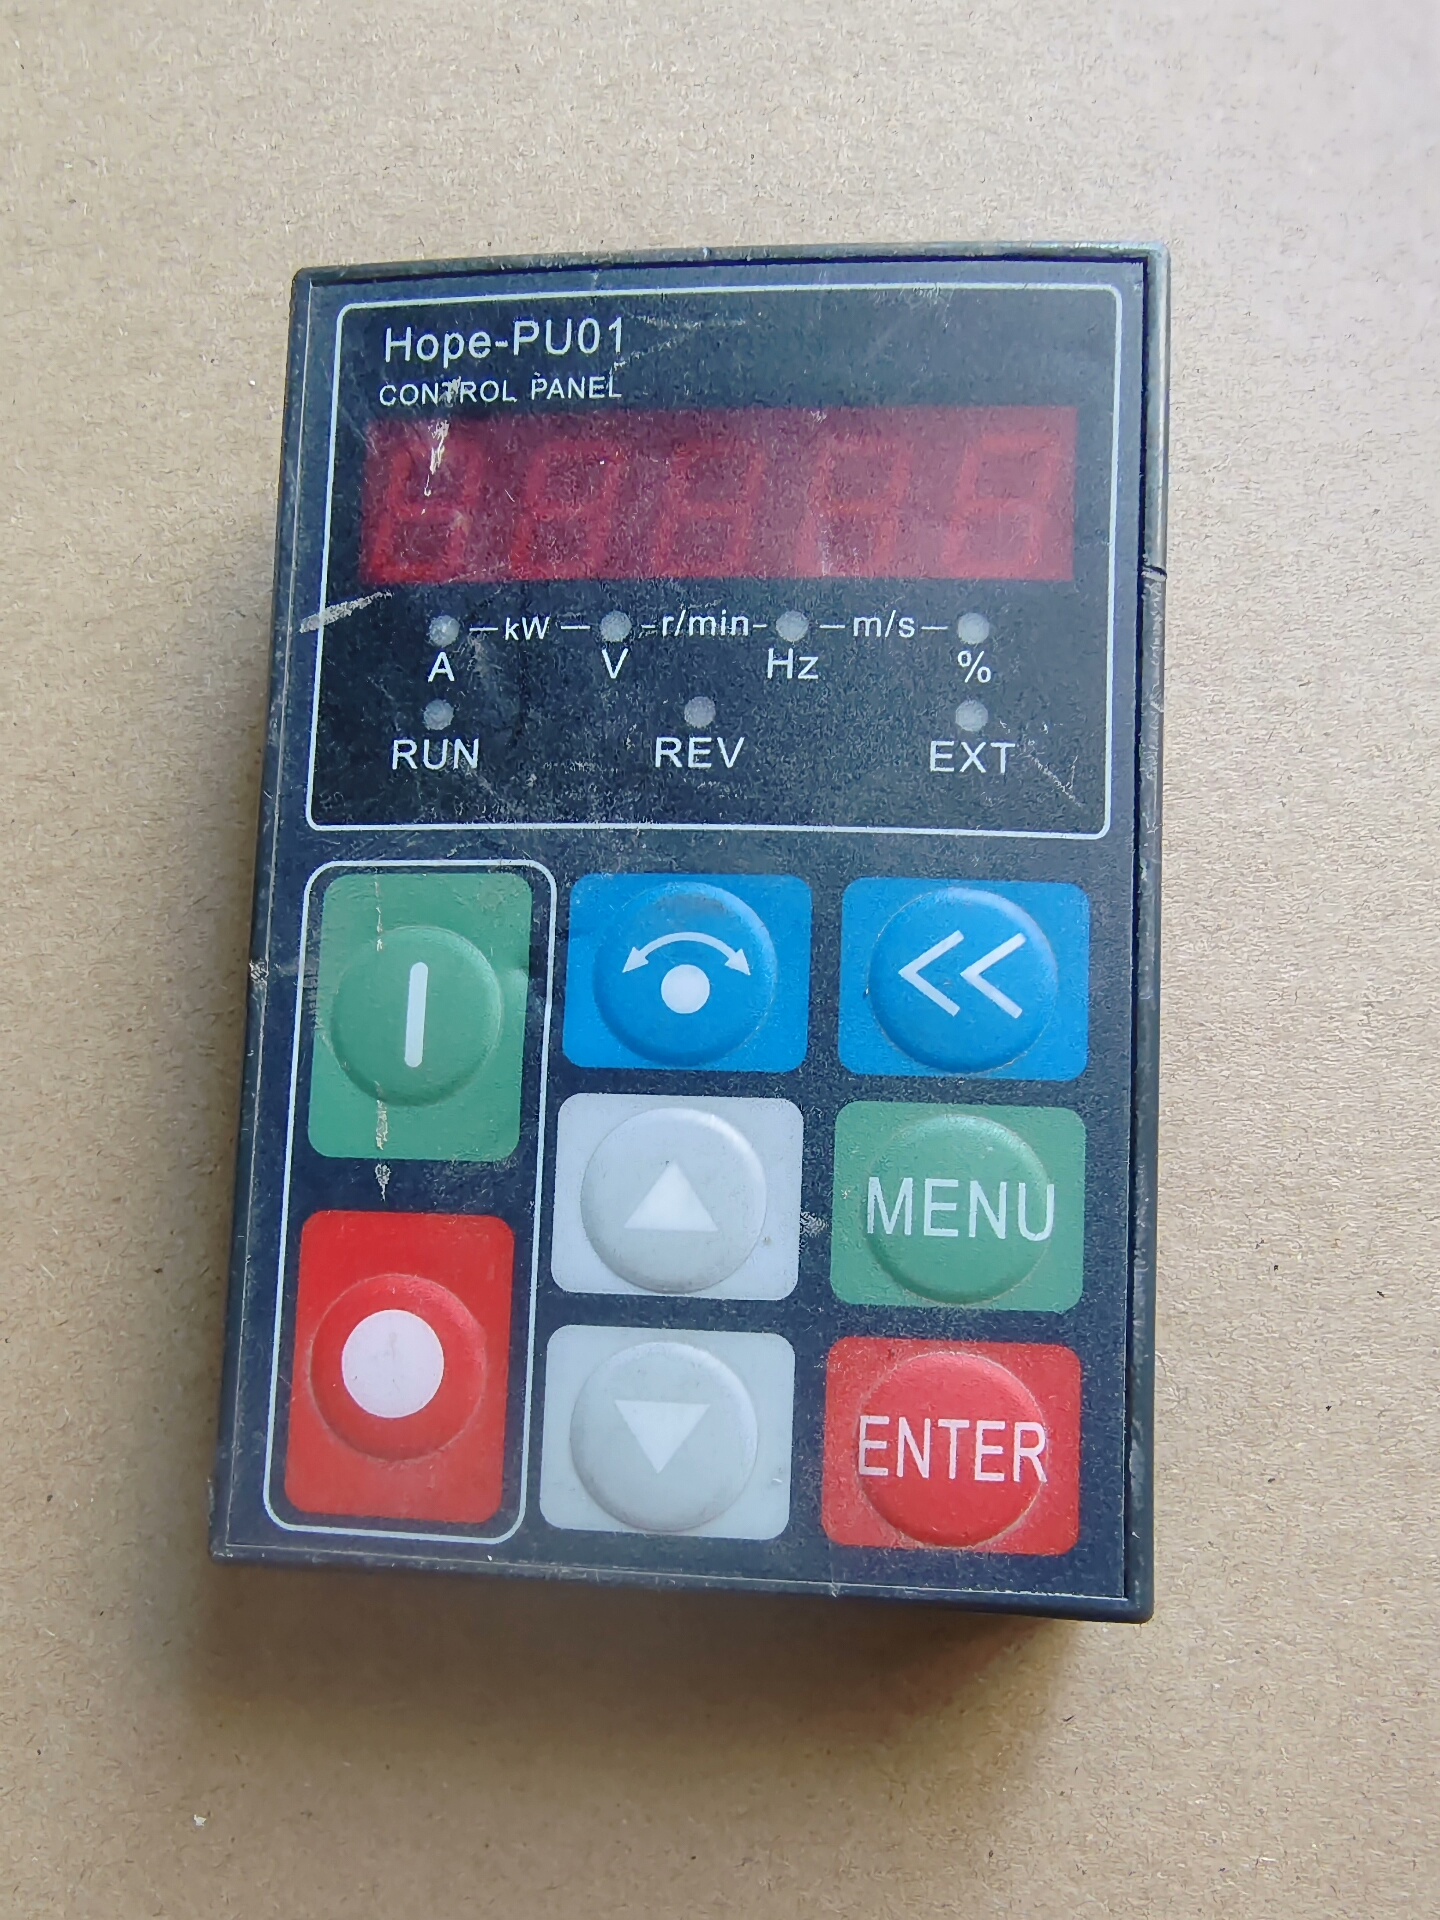 Hope-PU01
CONTROL PANEL
kW r/min m/s
A V Hz %
RUN REV EXT
MENU
ENTER